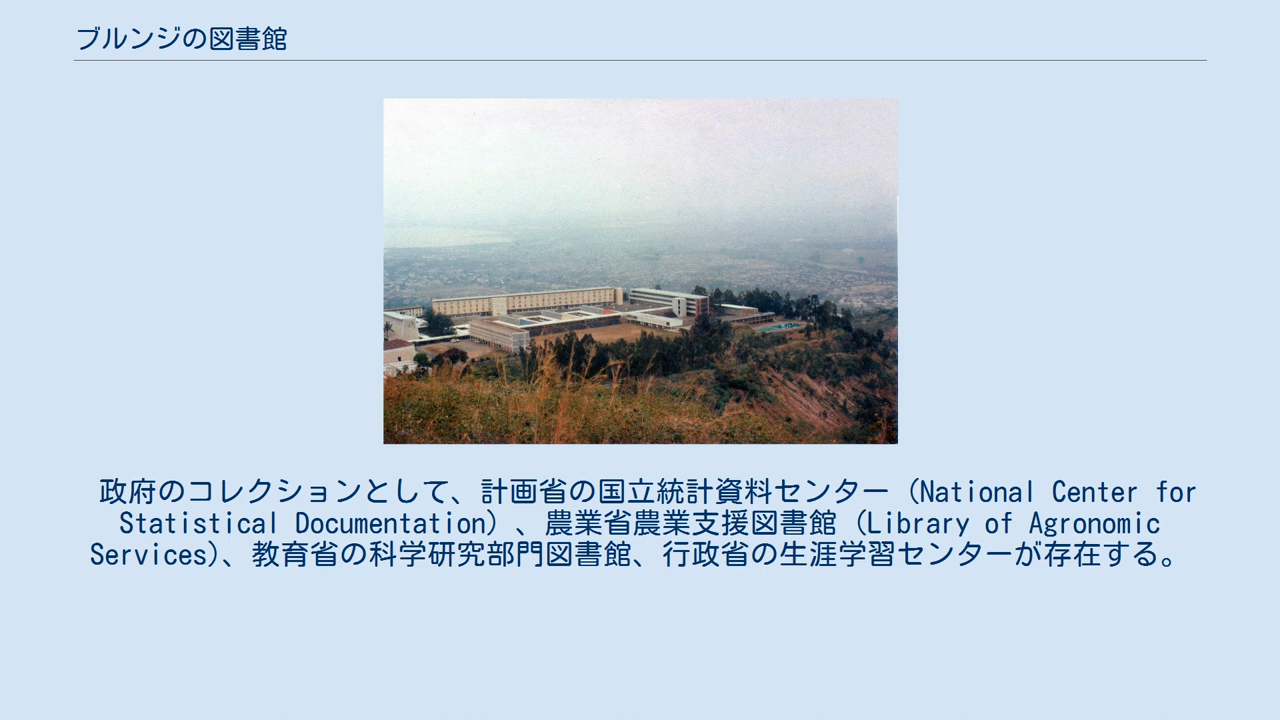 ブルンジの図書館
政府のコレクションとして、計画省の国立統計資料センター（National Center for
Statistical Documentation）、農業省農業支援図書館（Library of Agronomic
Services)、教育省の科学研究部門図書館、行政省の生涯学習センターが存在する。